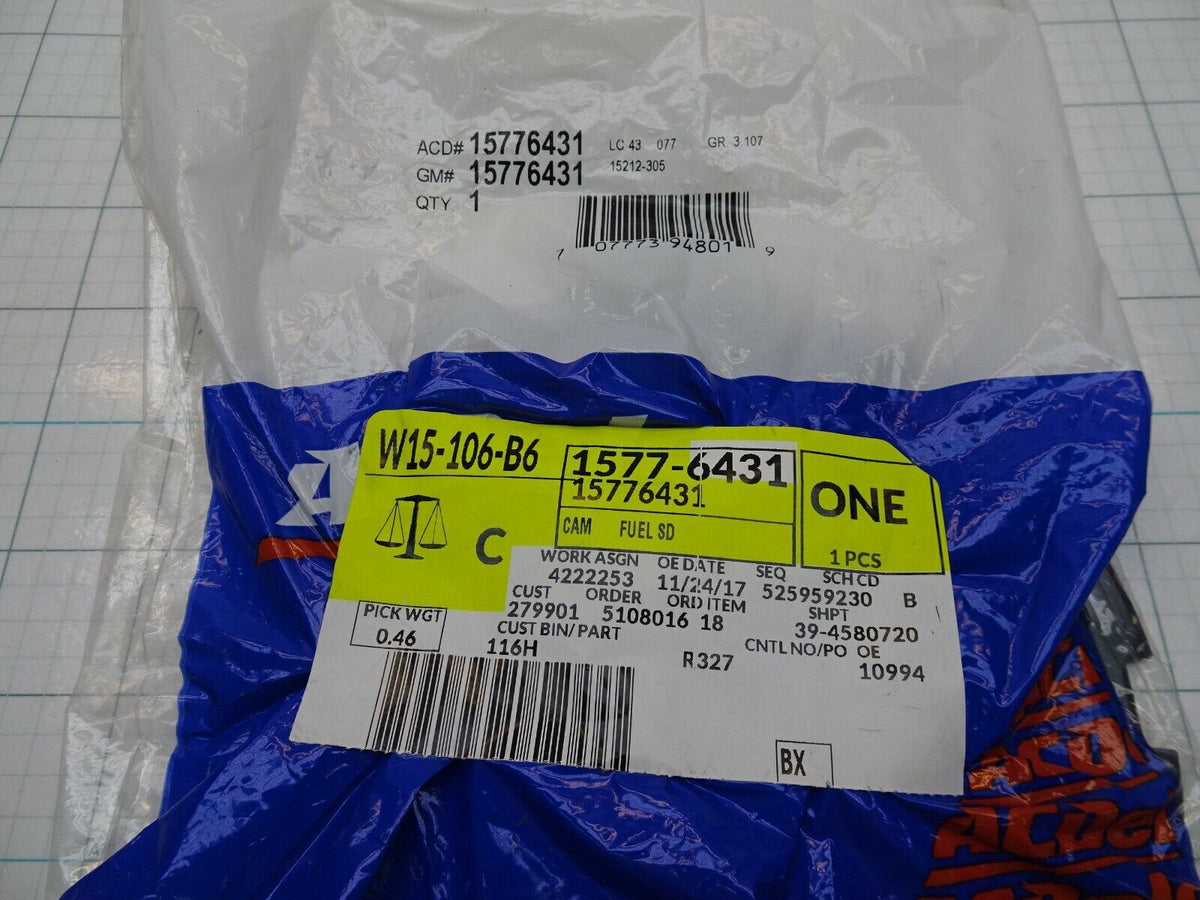 ACD# 15776431 LC 43 077 GR 3.107
GM# 15776431 15212-305
QTY 1
7 07773 94801 9
W15-106-B6
1577-6431
15776431
ONE
CAM FUEL SD
C
1 PCS
WORK ASGN OE DATE SEQ SCH CD
4222253 11/24/17 525959230 B
CUST ORDER ORD ITEM SHPT
279901 5108016 18 39-4580720
PICK WGT
0.46
CUST BIN/PART CNTL NO/PO OE
116H R327 10994
BX
ACDel